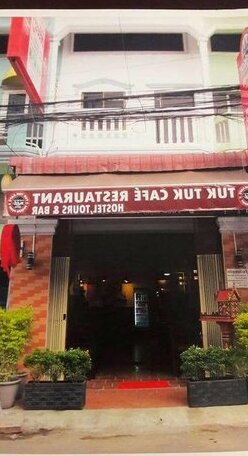 TUK TUK CAFÉ RESTAURANT
HOSTEL, TOURS & BAR